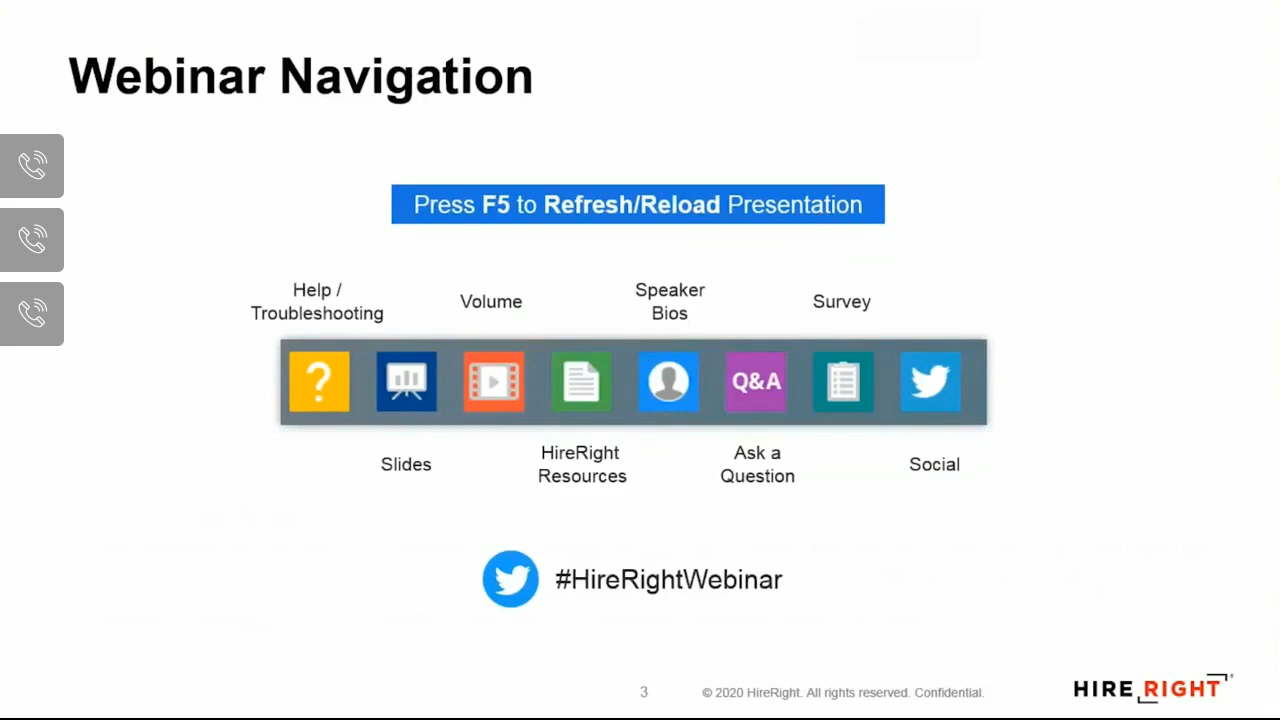 Webinar Navigation
Press F5 to Refresh/Reload Presentation
Help /
Troubleshooting
Volume
Speaker
Bios
Survey
?
Q&A
Slides
HireRight
Resources
Ask a
Question
Social
#HireRightWebinar
3
© 2020 HireRight. All rights reserved. Confidential.
HIRE RIGHT